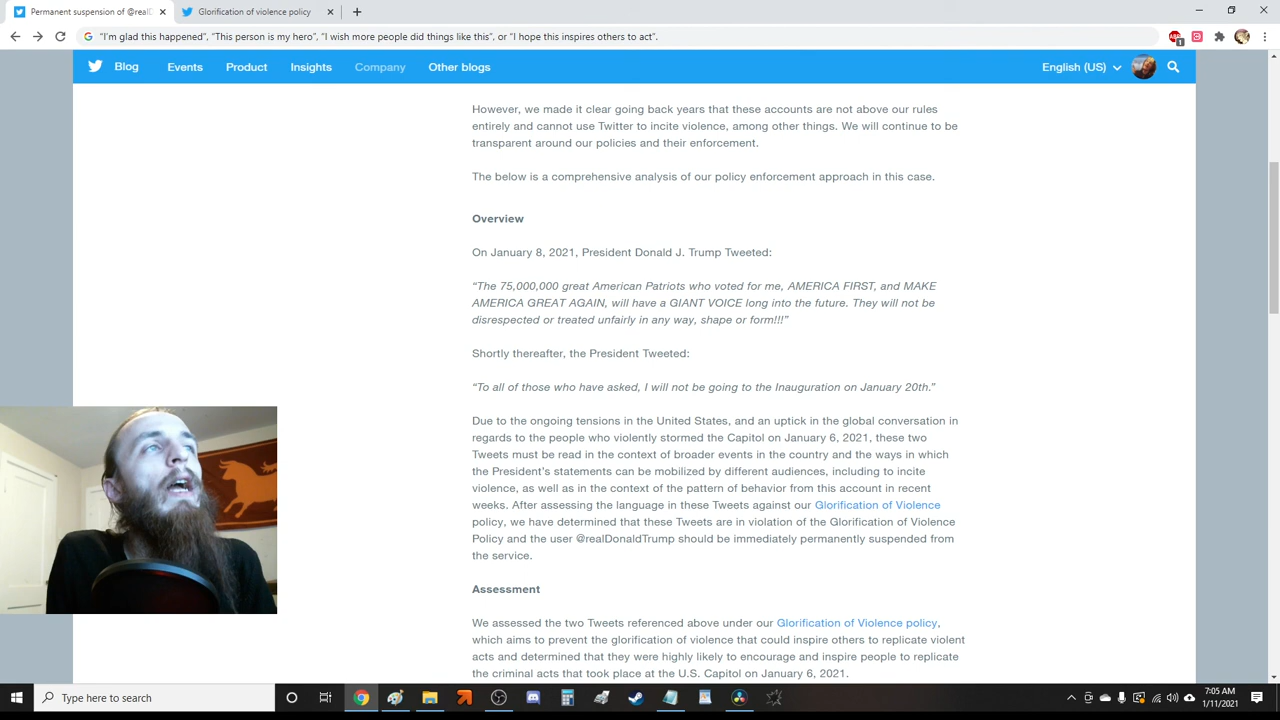 Permanent suspension of @realD
Glorification of violence policy
"I'm glad this happened", "This person is my hero", "I wish more people did things like this", or "I hope this inspires others to act".
1
Blog Events Product Insights Company Other blogs English (US)
However, we made it clear going back years that these accounts are not above our rules
entirely and cannot use Twitter to incite violence, among other things. We will continue to be
transparent around our policies and their enforcement.
The below is a comprehensive analysis of our policy enforcement approach in this case.
Overview
On January 8, 2021, President Donald J. Trump Tweeted:
“The 75,000,000 great American Patriots who voted for me, AMERICA FIRST, and MAKE
AMERICA GREAT AGAIN, will have a GIANT VOICE long into the future. They will not be
disrespected or treated unfairly in any way, shape or form!!!”
Shortly thereafter, the President Tweeted:
“To all of those who have asked, I will not be going to the Inauguration on January 20th.”
Due to the ongoing tensions in the United States, and an uptick in the global conversation in
regards to the people who violently stormed the Capitol on January 6, 2021, these two
Tweets must be read in the context of broader events in the country and the ways in which
the President’s statements can be mobilized by different audiences, including to incite
violence, as well as in the context of the pattern of behavior from this account in recent
weeks. After assessing the language in these Tweets against our Glorification of Violence
policy, we have determined that these Tweets are in violation of the Glorification of Violence
Policy and the user @realDonaldTrump should be immediately permanently suspended from
the service.
Assessment
We assessed the two Tweets referenced above under our Glorification of Violence policy,
which aims to prevent the glorification of violence that could inspire others to replicate violent
acts and determined that they were highly likely to encourage and inspire people to replicate
the criminal acts that took place at the U.S. Capitol on January 6, 2021.
Type here to search
7:05 AM
1/11/2021